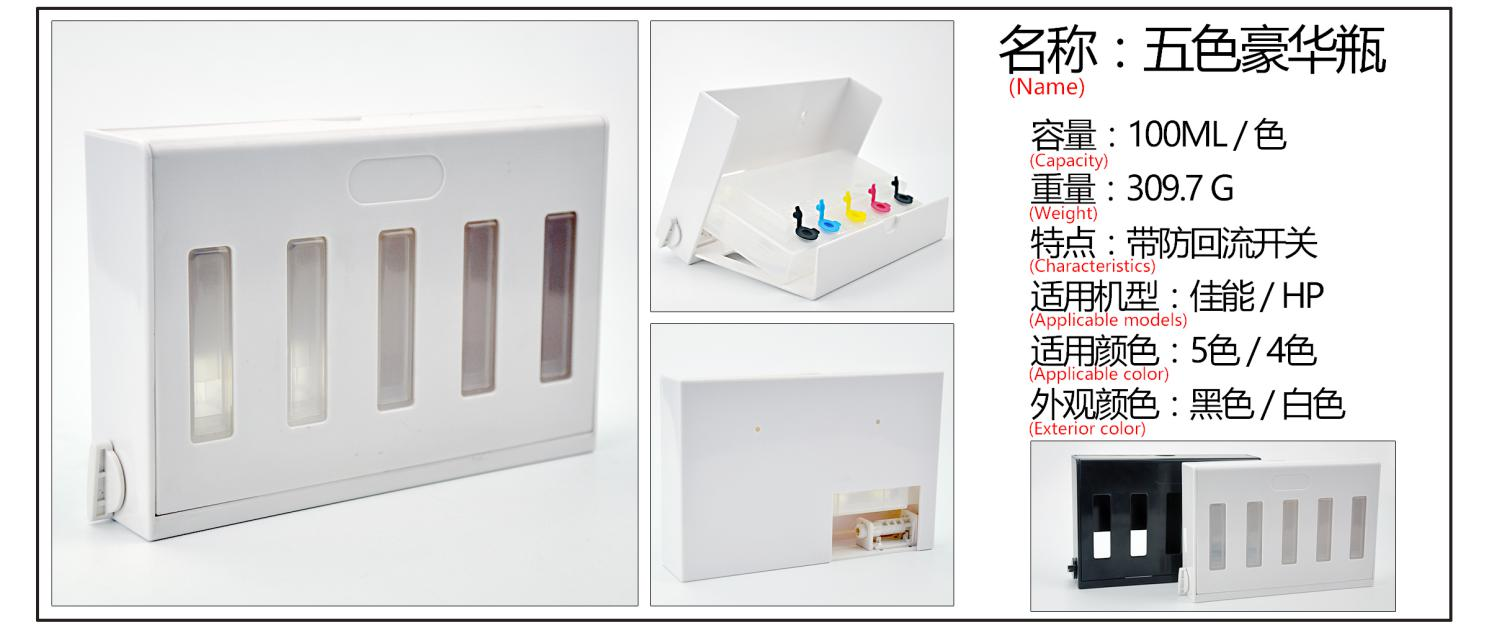 名称：五色豪华瓶
(Name)
容量：100ML / 色
(Capacity)
重量：309.7 G
(Weight)
特点：带防回流开关
(Characteristics)
适用机型：佳能 / HP
(Applicable models)
适用颜色：5色 / 4色
(Applicable color)
外观颜色：黑色 / 白色
(Exterior color)